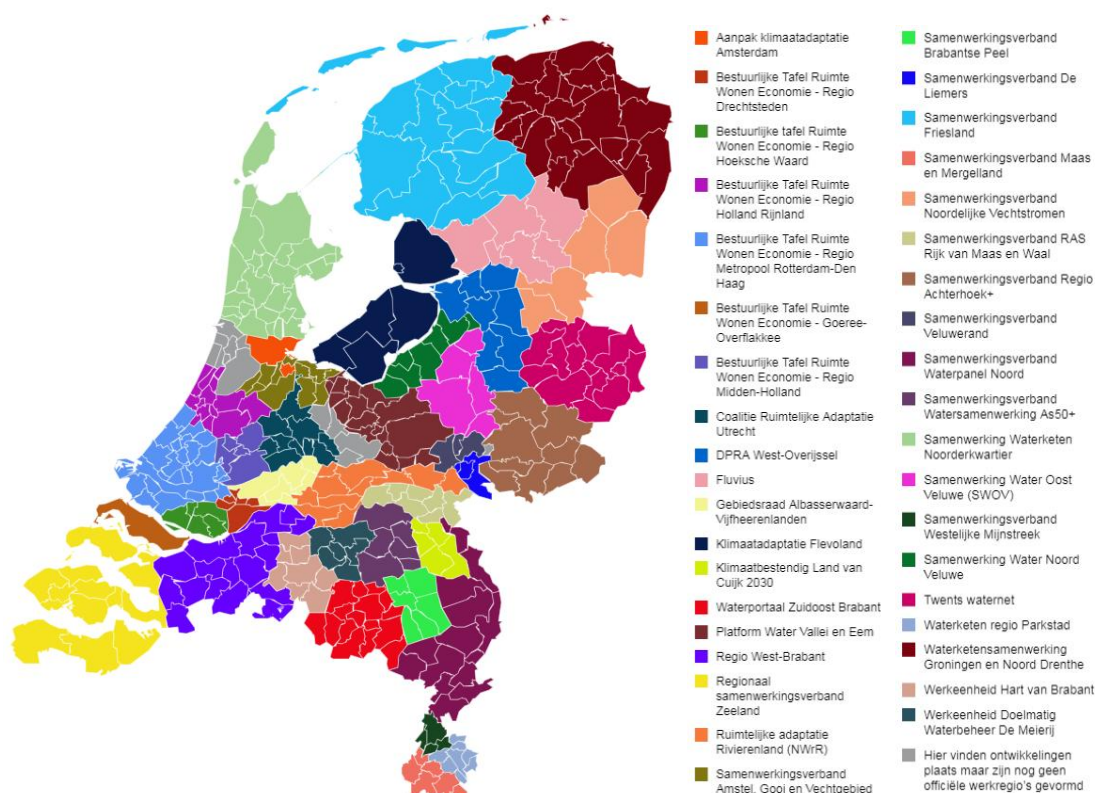 Aanpak klimaatadaptatie
Amsterdam
Bestuurlijke Tafel Ruimte
Wonen Economie - Regio
Drechtsteden
Bestuurlijke tafel Ruimte
Wonen Economie - Regio
Hoeksche Waard
Bestuurlijke Tafel Ruimte
Wonen Economie - Regio
Holland Rijnland
Bestuurlijke Tafel Ruimte
Wonen Economie - Regio
Metropool Rotterdam-Den
Haag
Bestuurlijke Tafel Ruimte
Wonen Economie - Goeree-
Overflakkee
Bestuurlijke Tafel Ruimte
Wonen Economie - Regio
Midden-Holland
Coalitie Ruimtelijke Adaptatie
Utrecht
DPRA West-Overijssel
Fluvius
Gebiedsraad Albasserwaard-
Vijfheerenlanden
Klimaatadaptatie Flevoland
Klimaatbestendig Land van
Cuijk 2030
Waterportaal Zuidoost Brabant
Platform Water Vallei en Eem
Regio West-Brabant
Regionaal
samenwerkingsverband
Zeeland
Ruimtelijke adaptatie
Rivierenland (NWrR)
Samenwerkingsverband
Amstel, Gooi en Vechtgebied
Samenwerkingsverband
Brabantse Peel
Samenwerkingsverband De
Liemers
Samenwerkingsverband
Friesland
Samenwerkingsverband Maas
en Mergelland
Samenwerkingsverband
Noordelijke Vechtstromen
Samenwerkingsverband RAS
Rijk van Maas en Waal
Samenwerkingsverband Regio
Achterhoek+
Samenwerkingsverband
Veluwerand
Samenwerkingsverband
Waterpanel Noord
Samenwerkingsverband
Watersamenwerking As50+
Samenwerking Waterketen
Noorderkwartier
Samenwerking Water Oost
Veluwe (SWOV)
Samenwerkingsverband
Westelijke Mijnstreek
Samenwerking Water Noord
Veluwe
Twents waternet
Waterketen regio Parkstad
Waterketensamenwerking
Groningen en Noord Drenthe
Werkeenheid Hart van Brabant
Werkeenheid Doelmatig
Waterbeheer De Meierij
Hier vinden ontwikkelingen
plaats maar zijn nog geen
officiële werkregio's gevormd